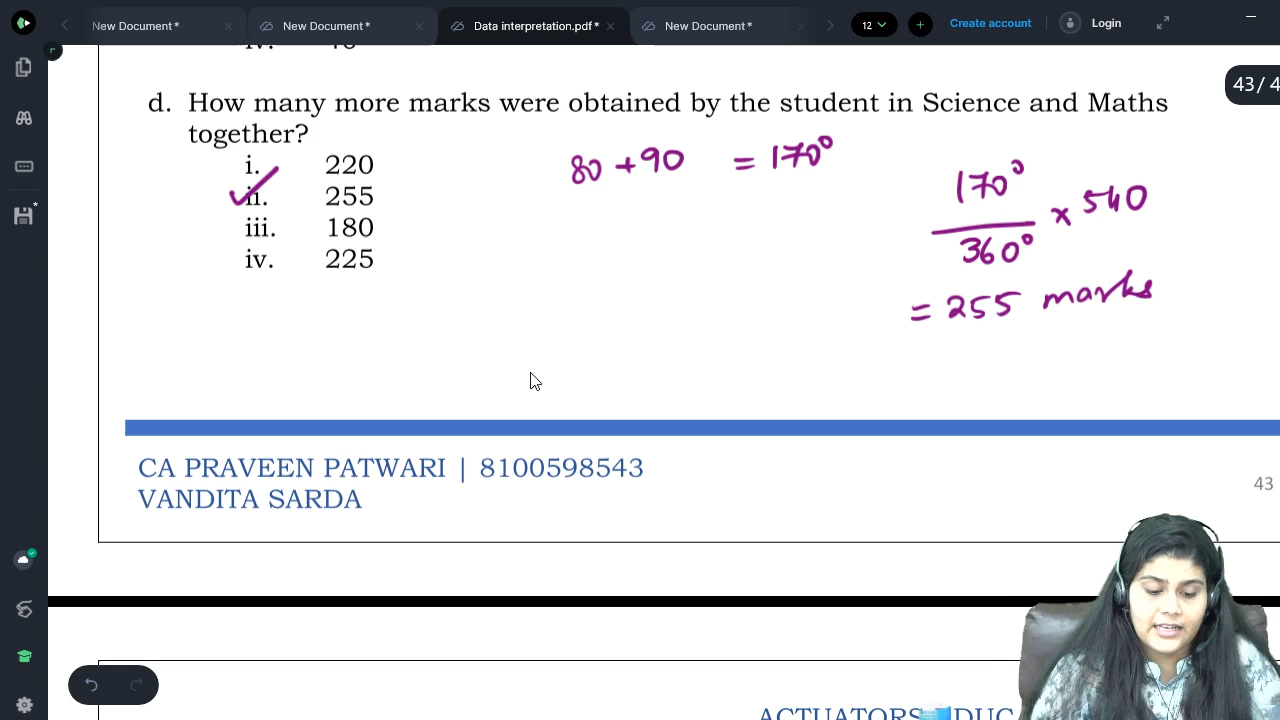 New Document*
New Document*
Data interpretation.pdf*
New Document*
12
Create account
Login
43/4
d. How many more marks were obtained by the student in Science and Maths
together?
i. 220
ii. 255
iii. 180
iv. 225
80 + 90 = 170°
170°
360°
× 540
= 255 marks
CA PRAVEEN PATWARI | 8100598543
VANDITA SARDA
43